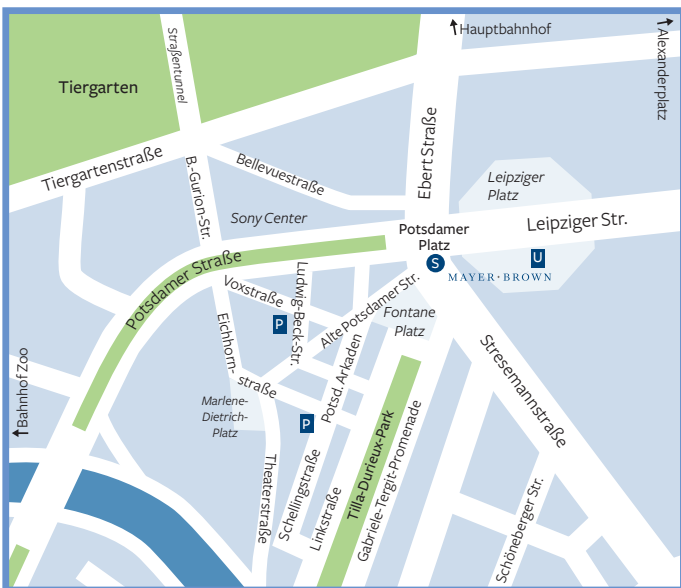 Hauptbahnhof
Alexanderplatz
Straßentunnel
Tiergarten
Ebert Straße
Tiergartenstraße
Bellevuestraße
B.-Gurion-Str.
Leipziger
Platz
Sony Center
Leipziger Str.
Potsdamer
Platz
S
U
MAYER·BROWN
Potsdamer Straße
Voxstraße
Ludwig-Beck-Str.
Alte Potsdamer Str.
Fontane
Platz
P
Eichhorn-
straße
Potsd. Arkaden
Stresemannstraße
Bahnhof Zoo
Marlene-
Dietrich-
Platz
P
Tilla-Durieux-Park
Gabriele-Tergit-Promenade
Theaterstraße
Schellingstraße
Linkstraße
Schöneberger Str.